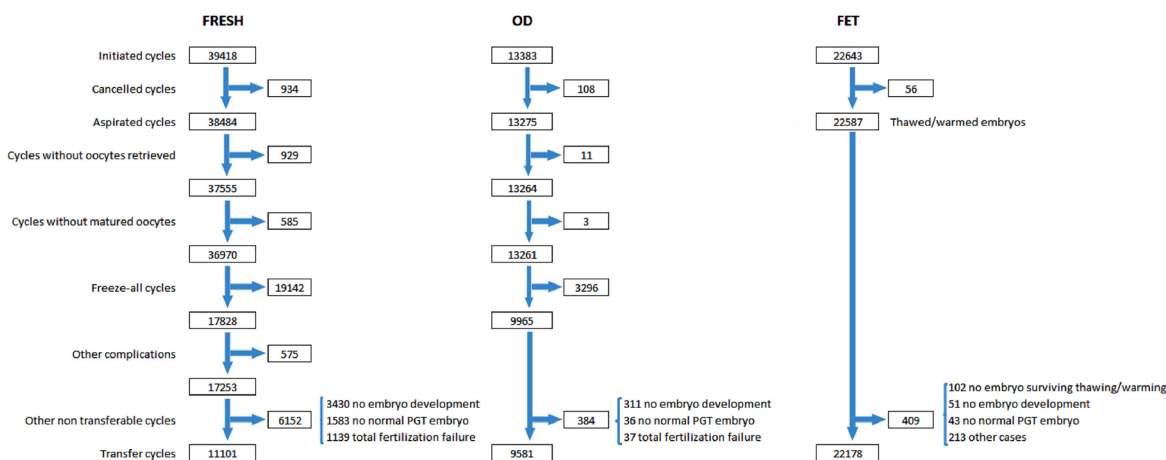 FRESH OD FET
Initiated cycles 39418 13383 22643
Cancelled cycles 934 108 56
Aspirated cycles 38484 13275 22587 Thawed/warmed embryos
Cycles without oocytes retrieved 929 11
37555 13264
Cycles without matured oocytes 585 3
36970 13261
Freeze-all cycles 19142 3296
17828 9965
Other complications 575
17253
102 no embryo surviving thawing/warming
3430 no embryo development 311 no embryo development 51 no embryo development
Other non transferable cycles 6152 1583 no normal PGT embryo 384 36 no normal PGT embryo 409 43 no normal PGT embryo
1139 total fertilization failure 37 total fertilization failure 213 other cases
Transfer cycles 11101 9581 22178